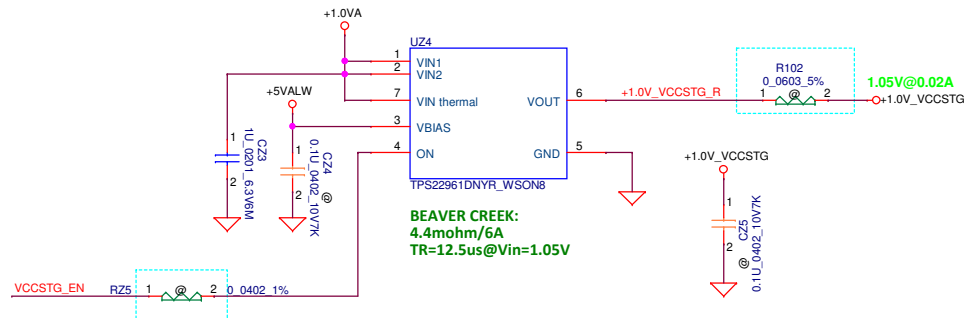 +1.0VA
UZ4
1 VIN1
2 VIN2
7 VIN thermal
VOUT 6
+1.0V_VCCSTG_R
R102
0_0603_5%
1 @ 2
1.05V@0.02A
+1.0V_VCCSTG
+5VALW
3 VBIAS
4 ON
GND 5
TPS22961DNYR_WSON8
1
2
CZ3
1U_0201_6.3V6M
1
2
CZ4
0.1U_0402_10V7K
@
BEAVER CREEK:
4.4mohm/6A
TR=12.5us@Vin=1.05V
+1.0V_VCCSTG
1
2
CZ5
0.1U_0402_10V7K
@
VCCSTG_EN
RZ5 1 @ 2 0_0402_1%